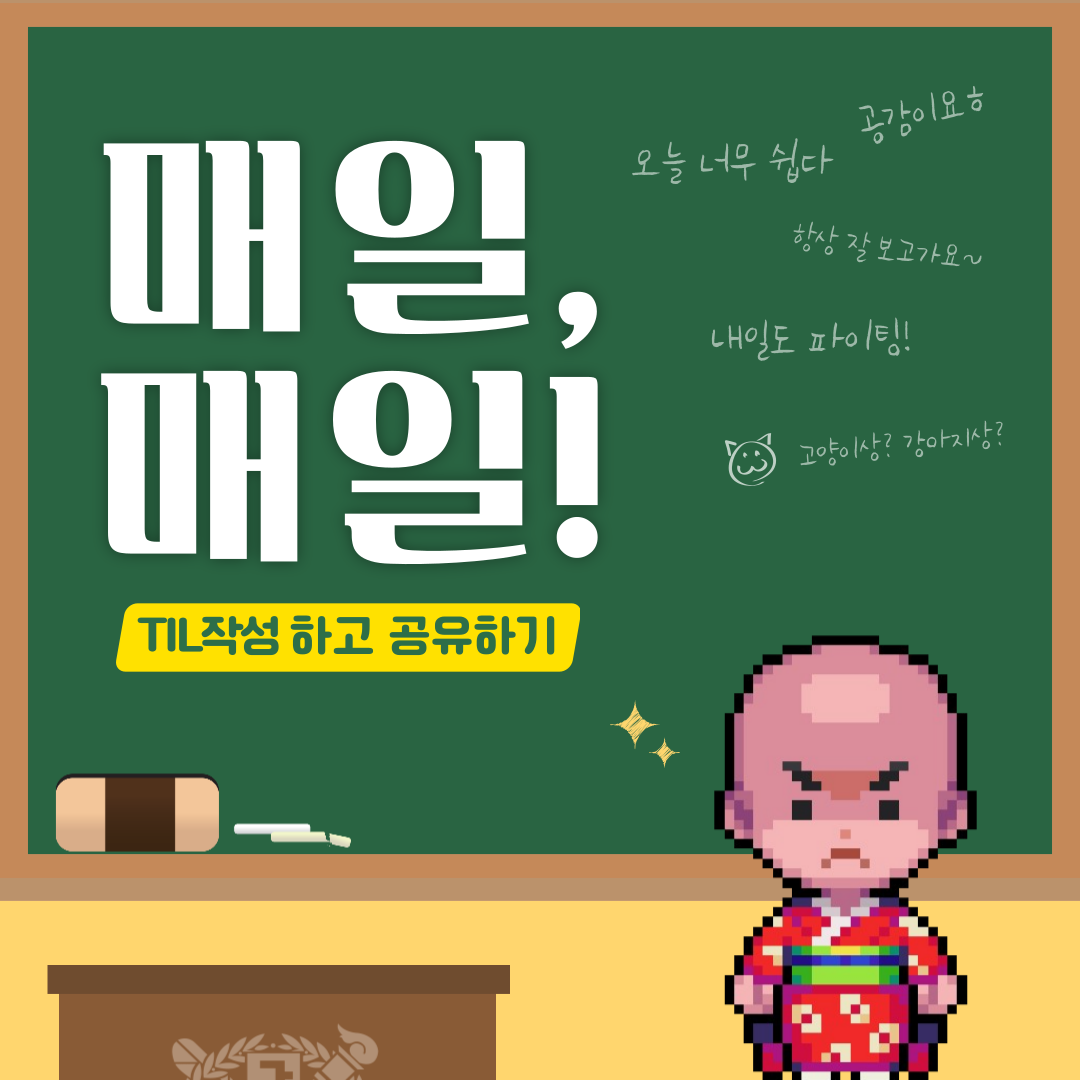 매일,
매일!
TIL작성 하고 공유하기
공감이요ㅎ
오늘 너무 쉽다
항상 잘 보고가요~
내일도 파이팅!
고양이상? 강아지상?